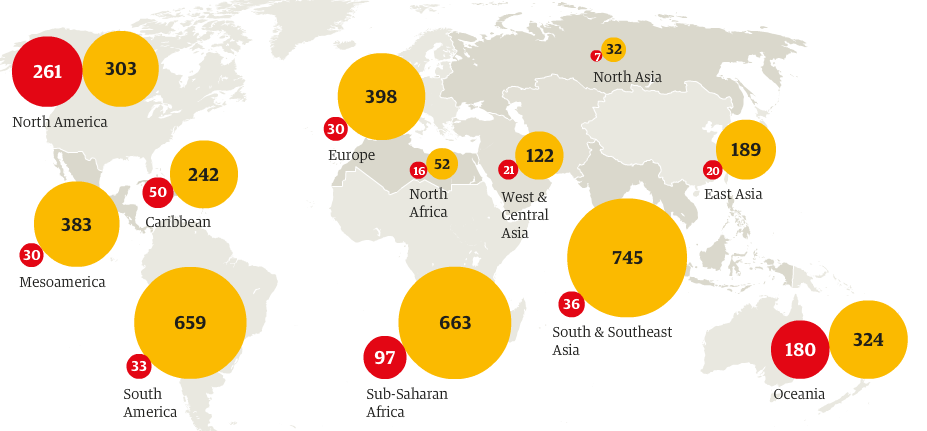 261
303
North America
7
32
North Asia
398
30
Europe
16
52
North
Africa
21
122
West &
Central
Asia
189
20
East Asia
242
50
Caribbean
383
30
Mesoamerica
659
33
South
America
663
97
Sub-Saharan
Africa
745
36
South & Southeast
Asia
180
324
Oceania